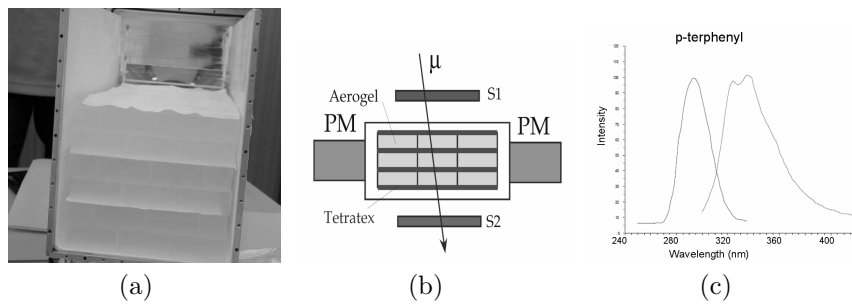 μ
S1
Aerogel
PM
PM
Tetratex
S2
p-terphenyl
Intensity
240
280
320
360
400
Wavelength (nm)
(a)
(b)
(c)